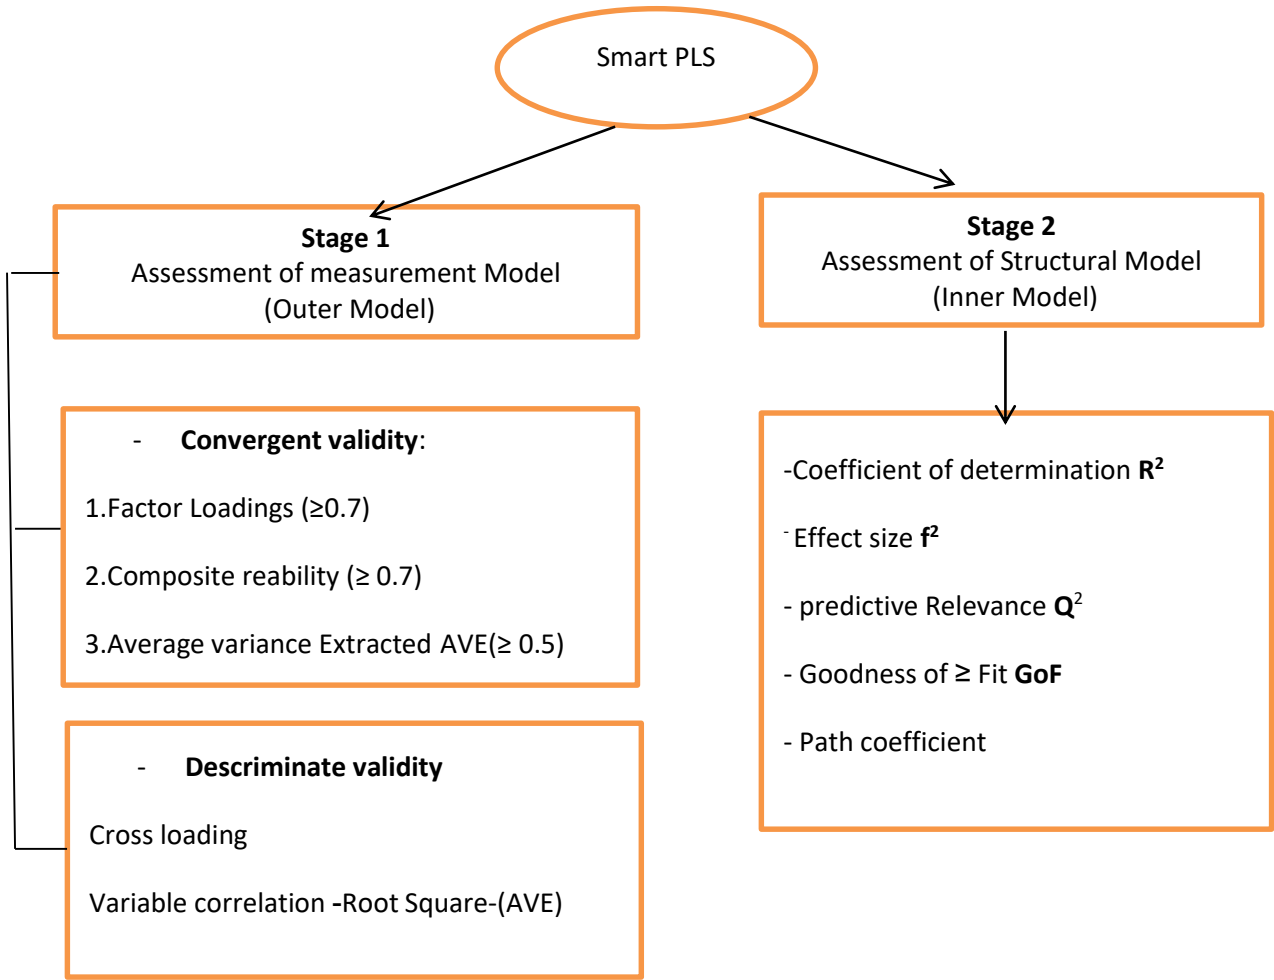 Smart PLS
Stage 1
Assessment of measurement Model
(Outer Model)
- Convergent validity:
1.Factor Loadings (≥0.7)
2.Composite reability (≥ 0.7)
3.Average variance Extracted AVE(≥ 0.5)
- Descriminate validity
Cross loading
Variable correlation -Root Square-(AVE)
Stage 2
Assessment of Structural Model
(Inner Model)
-Coefficient of determination R²
- Effect size f²
- predictive Relevance Q²
- Goodness of ≥ Fit GoF
- Path coefficient